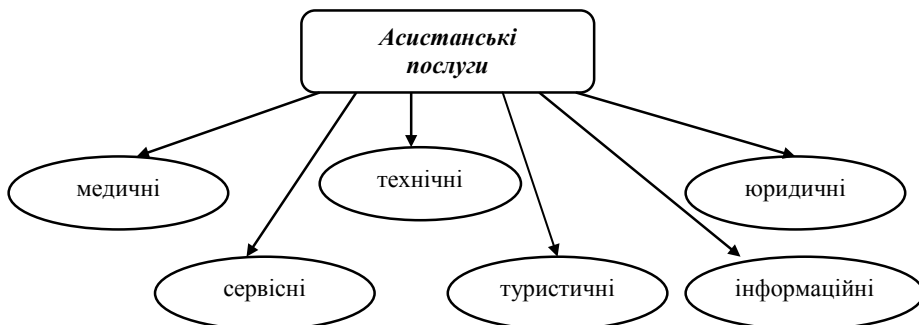 Асистанські
послуги
медичні
технічні
юридичні
сервісні
туристичні
інформаційні